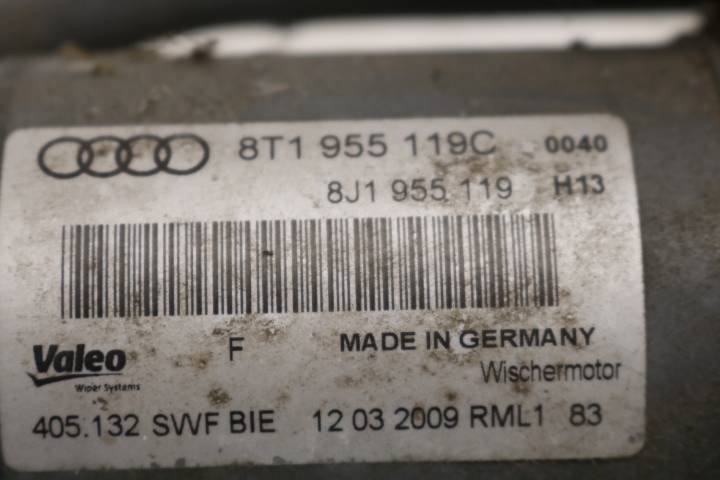 8T1 955 119C 0040
8J1 955 119 H13
F MADE IN GERMANY
Valeo Wischermotor
Wiper Systems
405.132 SWF BIE 12 03 2009 RML1 83